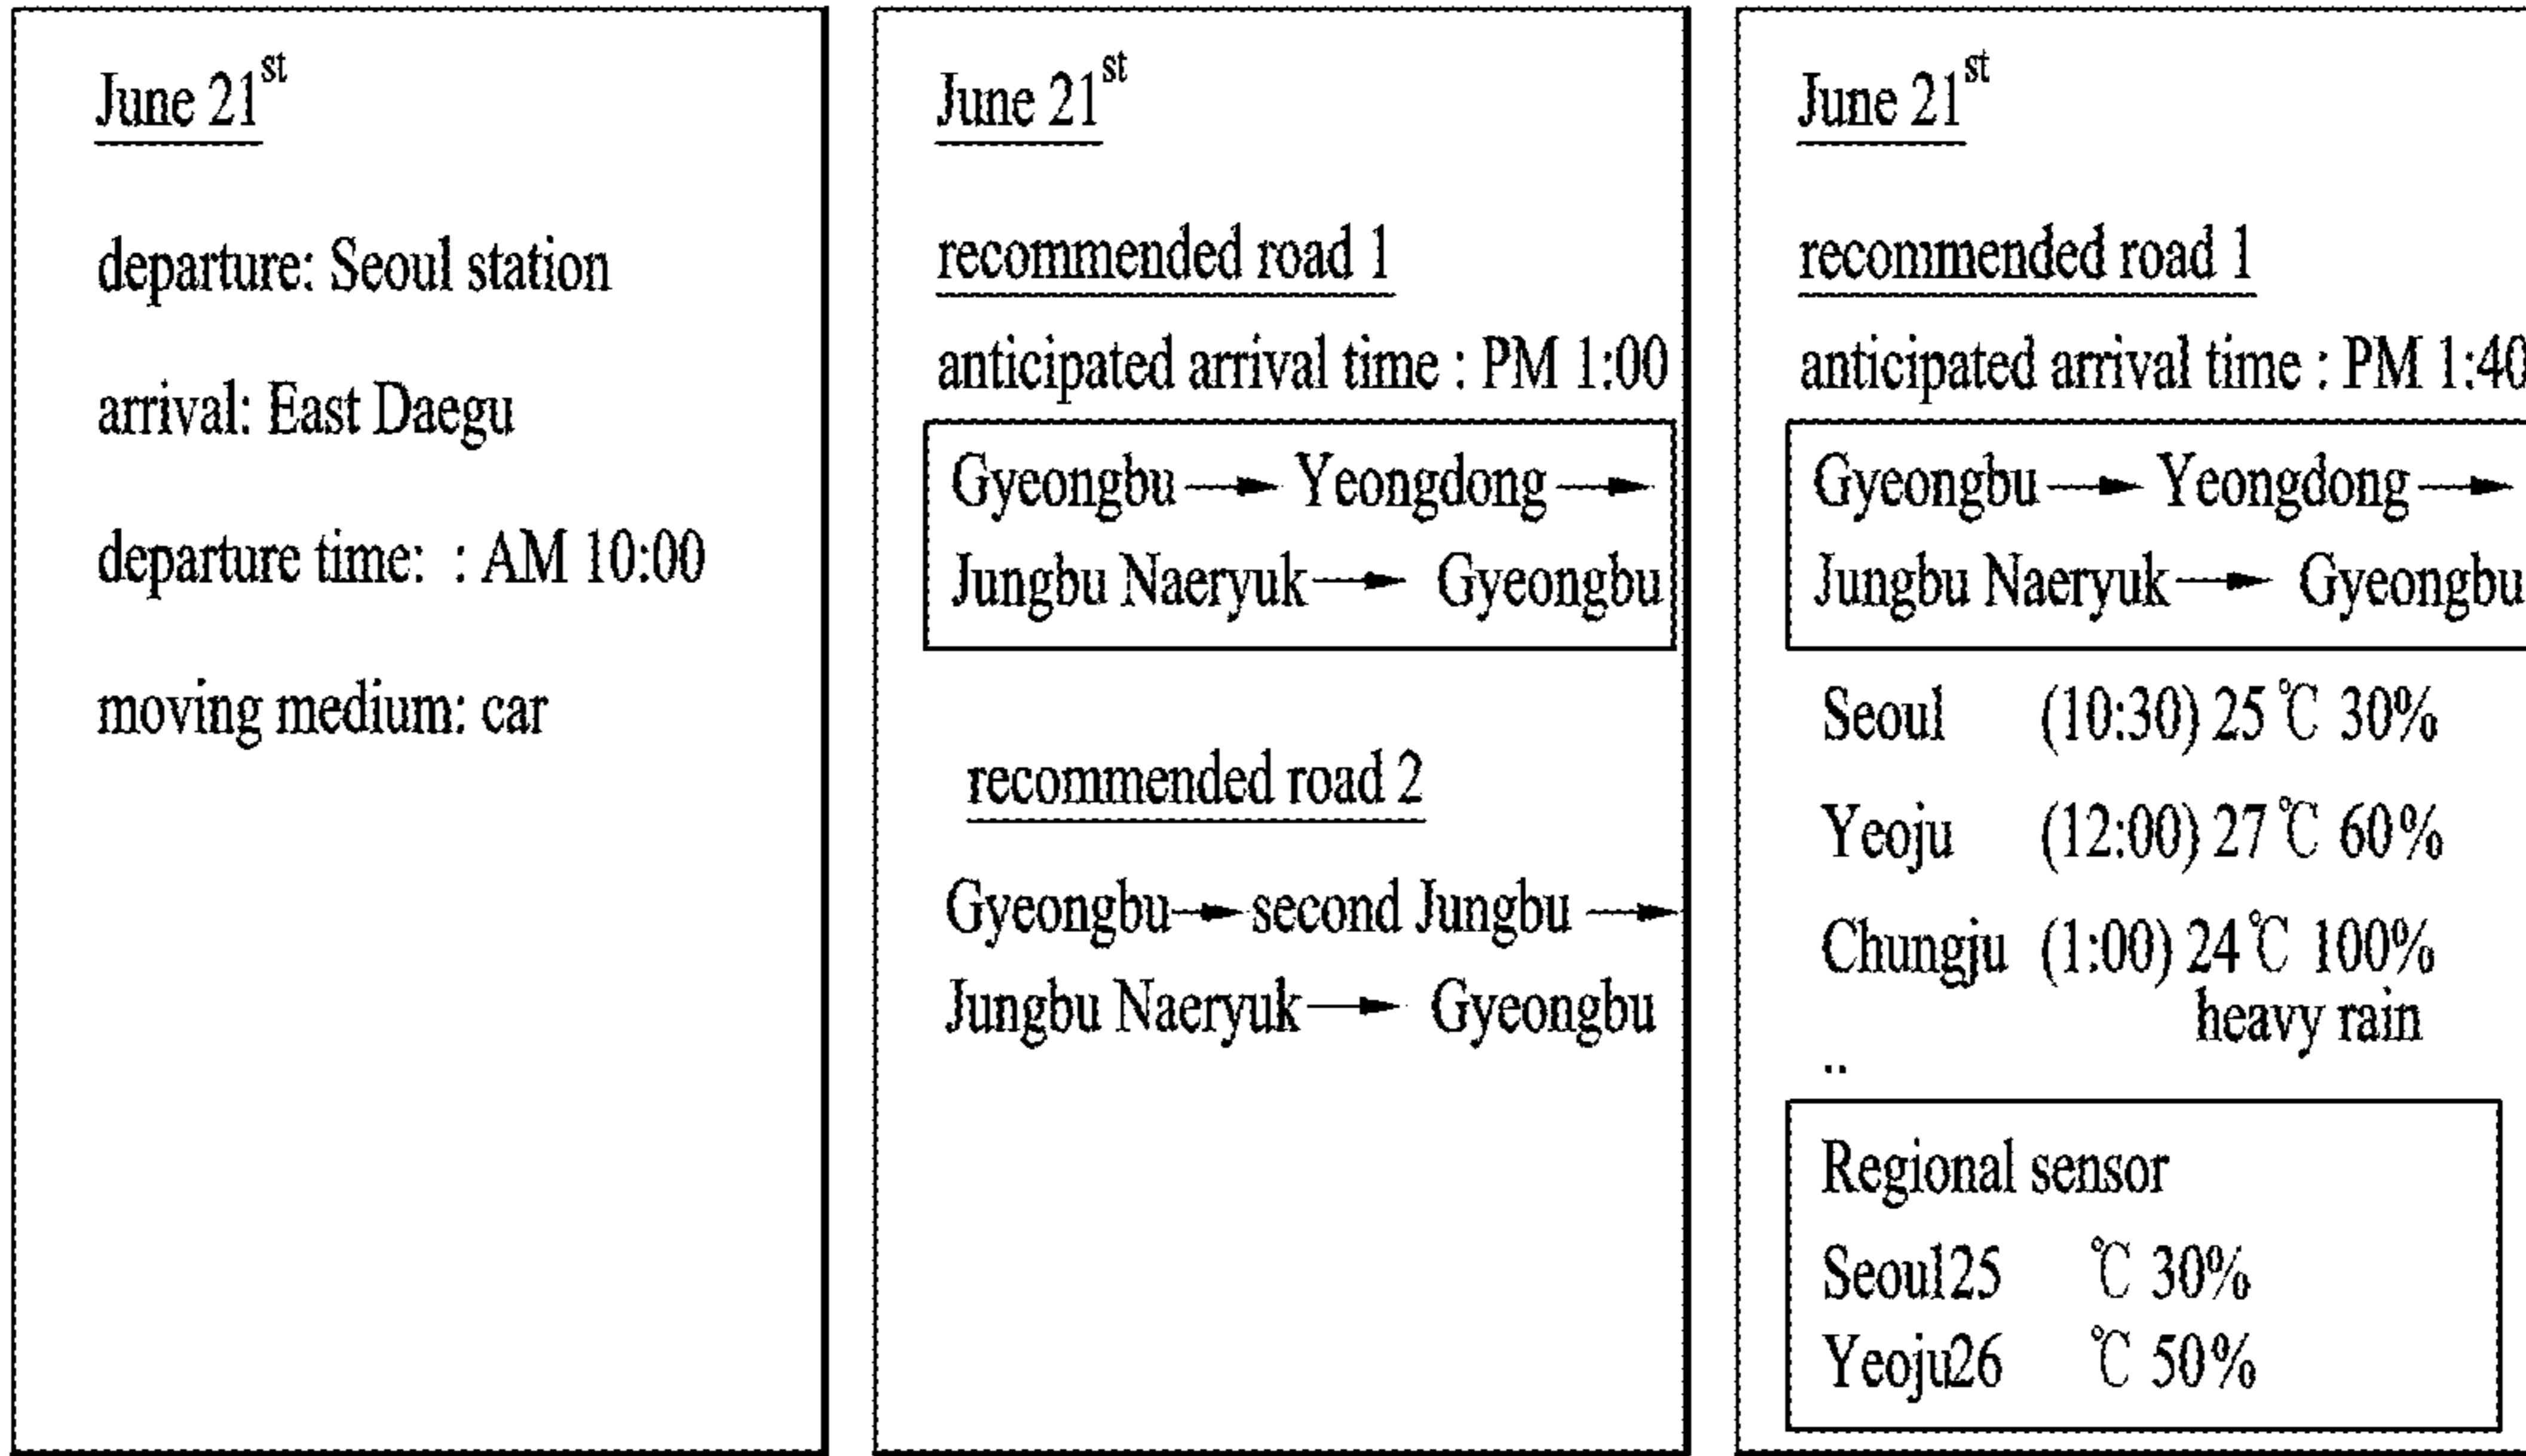 June 21st
departure: Seoul station
arrival: East Daegu
departure time: : AM 10:00
moving medium: car
June 21st
recommended road 1
anticipated arrival time : PM 1:00
Gyeongbu → Yeongdong →
Jungbu Naeryuk → Gyeongbu
recommended road 2
Gyeongbu → second Jungbu →
Jungbu Naeryuk → Gyeongbu
June 21st
recommended road 1
anticipated arrival time : PM 1:40
Gyeongbu → Yeongdong →
Jungbu Naeryuk → Gyeongbu
Seoul (10:30) 25 ℃ 30%
Yeoju (12:00) 27 ℃ 60%
Chungju (1:00) 24 ℃ 100%
heavy rain
..
Regional sensor
Seoul25 ℃ 30%
Yeoju26 ℃ 50%